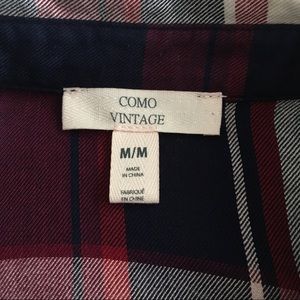 COMO
VINTAGE
M/M
MADE
IN CHINA
FABRIQUÉ
EN CHINE